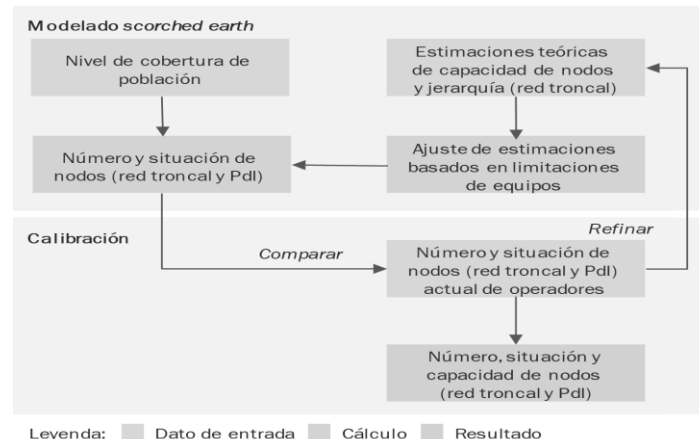 Modelado scorched earth
Nivel de cobertura de
población
Estimaciones teóricas
de capacidad de nodos
y jerarquía (red troncal)
Número y situación de
nodos (red troncal y PdI)
Ajuste de estimaciones
basados en limitaciones
de equipos
Refinar
Calibración
Comparar
Número y situación de
nodos (red troncal y PdI)
actual de operadores
Número, situación y
capacidad de nodos
(red troncal y PdI)
Leyenda: Dato de entrada Cálculo Resultado